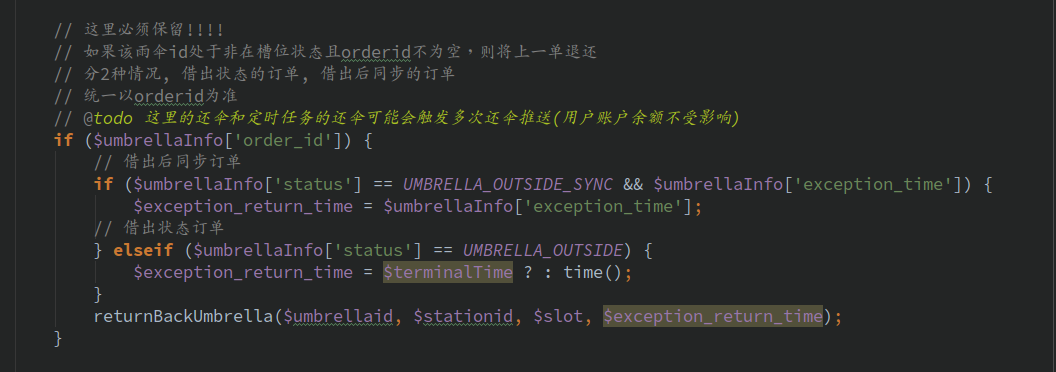 // 这里必须保留!!!!
// 如果该雨伞id处于非在槽位状态且orderid不为空，则将上一单退还
// 分2种情况, 借出状态的订单, 借出后同步的订单
// 统一以orderid为准
// @todo 这里的还伞和定时任务的还伞可能会触发多次还伞推送(用户账户余额不受影响)
if ($umbrellaInfo['order_id']) {
// 借出后同步订单
if ($umbrellaInfo['status'] == UMBRELLA_OUTSIDE_SYNC && $umbrellaInfo['exception_time']) {
$exception_return_time = $umbrellaInfo['exception_time'];
// 借出状态订单
} elseif ($umbrellaInfo['status'] == UMBRELLA_OUTSIDE) {
$exception_return_time = $terminalTime ? : time();
}
returnBackUmbrella($umbrellaid, $stationid, $slot, $exception_return_time);
}